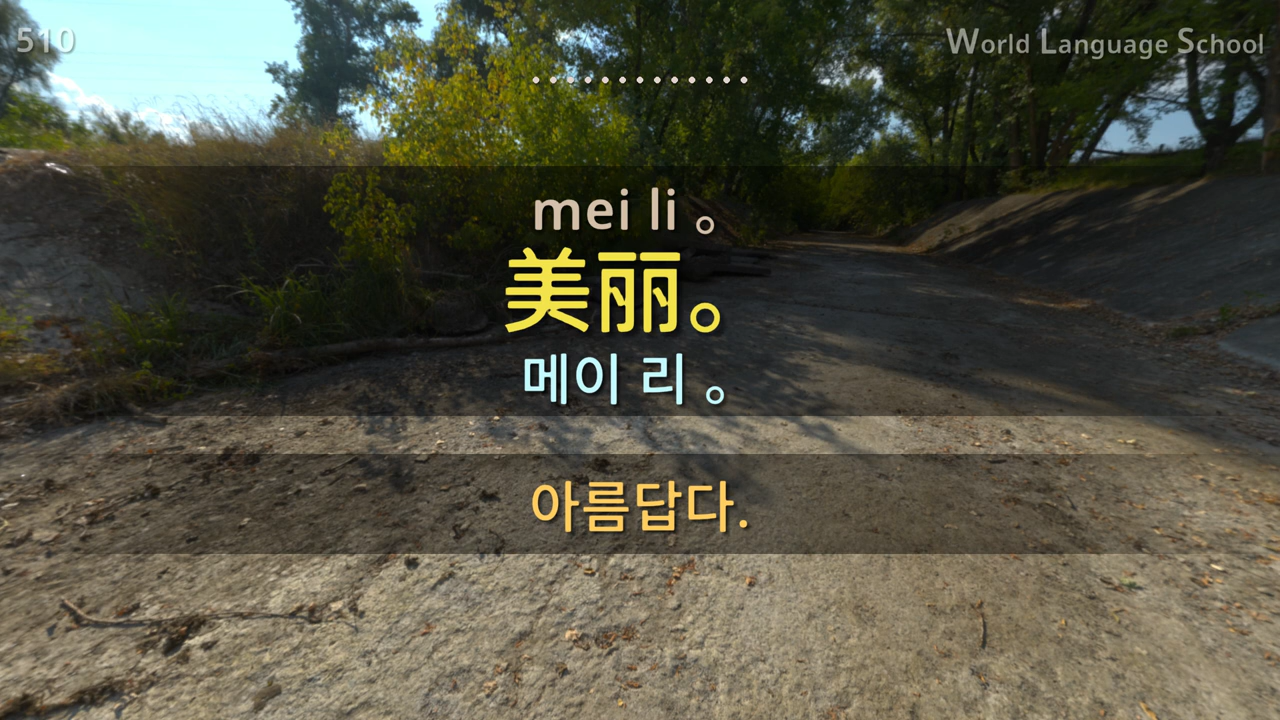 510
World Language School
.............
mei li 。
美丽。
메이 리 。
아름답다.